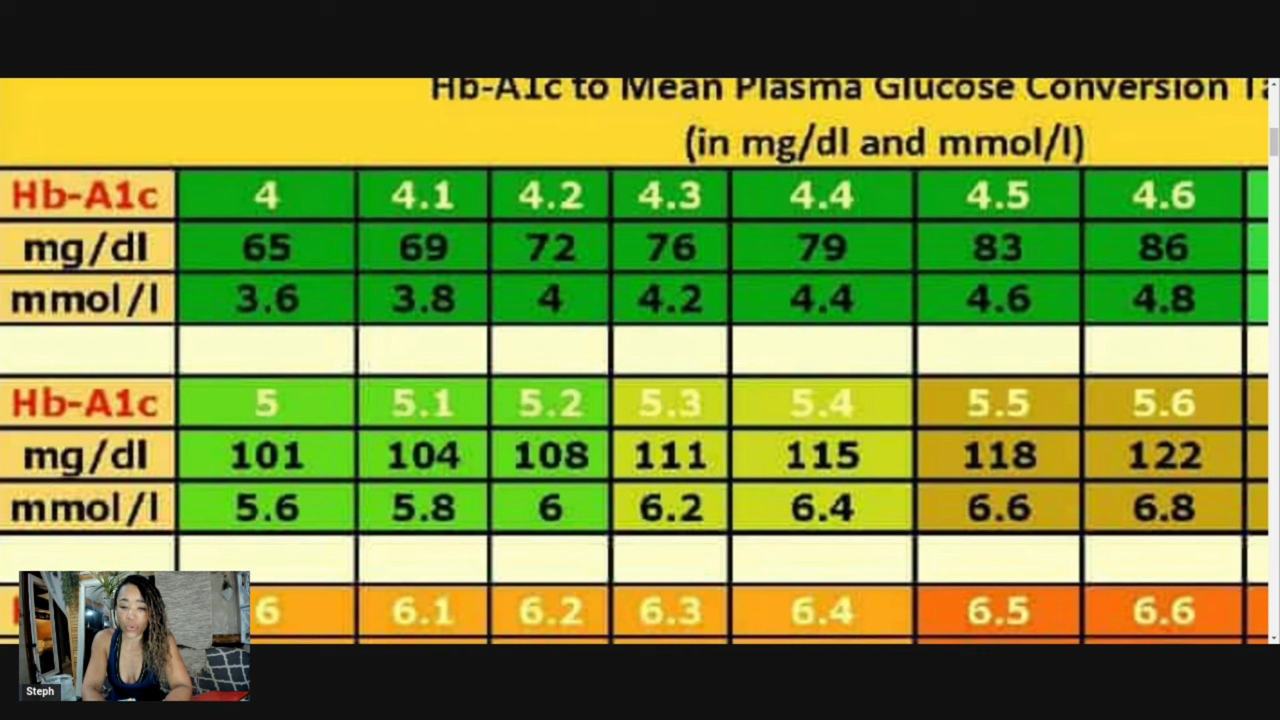 Hb-A1c to Mean Plasma Glucose Conversion
(in mg/dl and mmol/l)
Hb-A1c 4 4.1 4.2 4.3 4.4 4.5 4.6
mg/dl 65 69 72 76 79 83 86
mmol/l 3.6 3.8 4 4.2 4.4 4.6 4.8
Hb-A1c 5 5.1 5.2 5.3 5.4 5.5 5.6
mg/dl 101 104 108 111 115 118 122
mmol/l 5.6 5.8 6 6.2 6.4 6.6 6.8
6 6.1 6.2 6.3 6.4 6.5 6.6
Steph